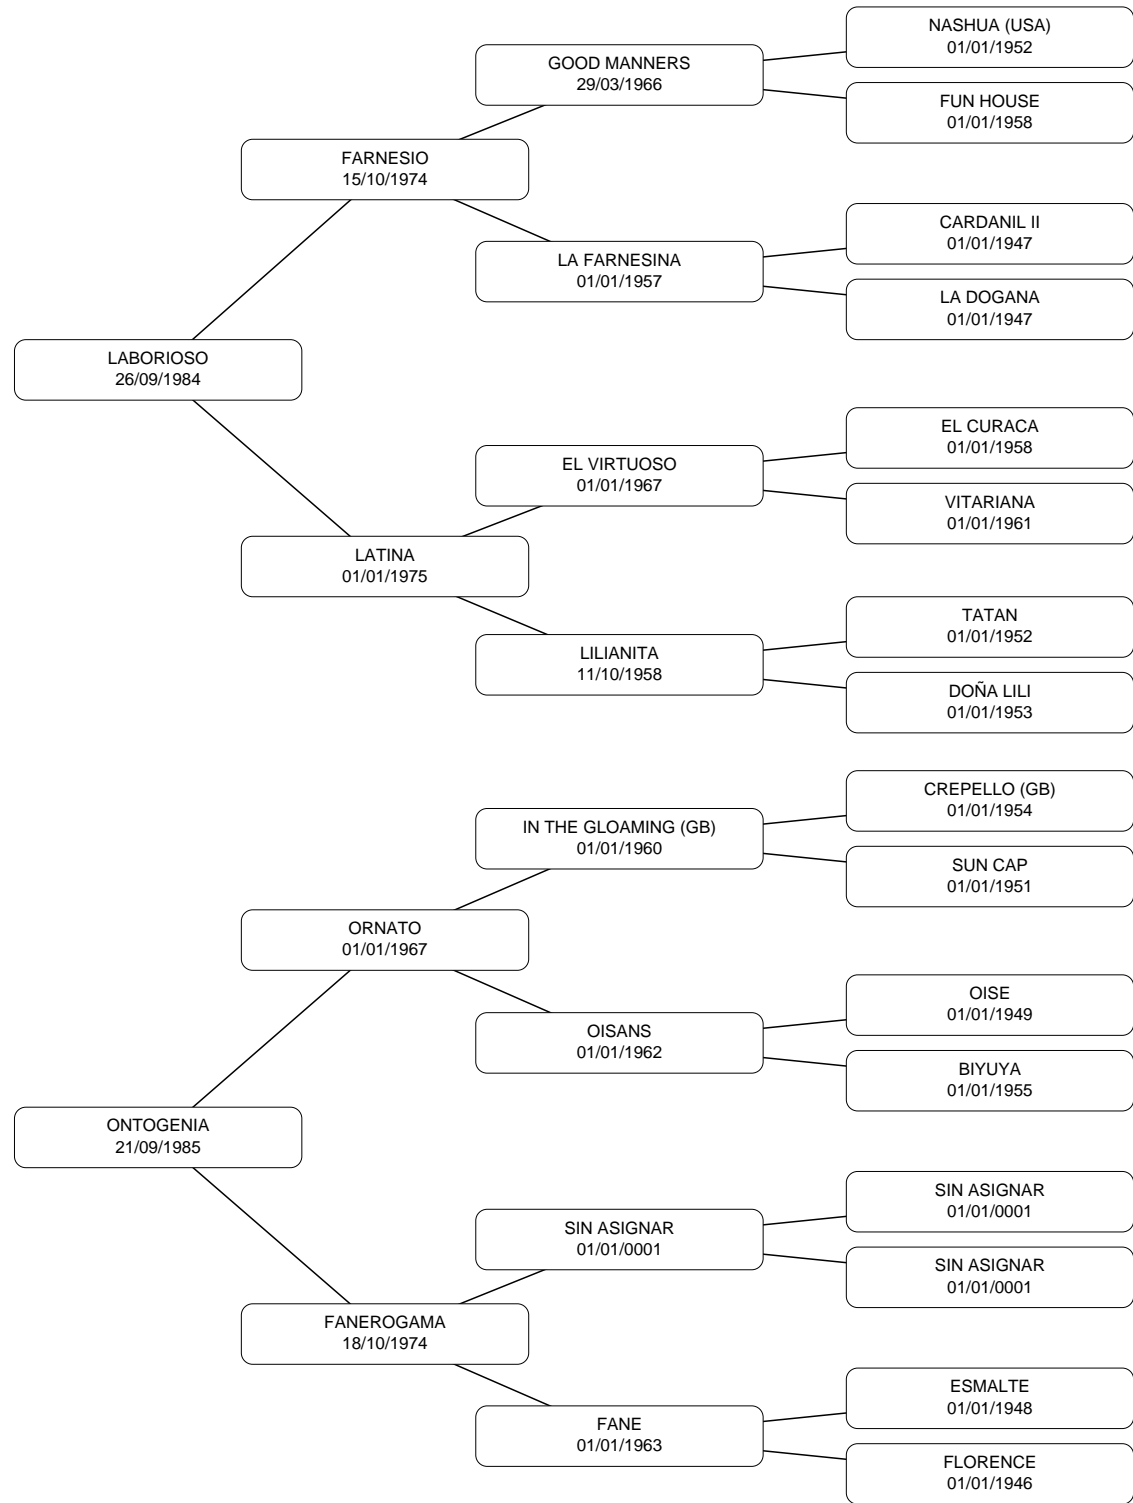 NASHUA (USA)
01/01/1952
GOOD MANNERS
29/03/1966
FUN HOUSE
01/01/1958
FARNESIO
15/10/1974
CARDANIL II
01/01/1947
LA FARNESINA
01/01/1957
LA DOGANA
01/01/1947
LABORIOSO
26/09/1984
EL CURACA
01/01/1958
EL VIRTUOSO
01/01/1967
VITARIANA
01/01/1961
LATINA
01/01/1975
TATAN
01/01/1952
LILIANITA
11/10/1958
DOÑA LILI
01/01/1953
CREPELLO (GB)
01/01/1954
IN THE GLOAMING (GB)
01/01/1960
SUN CAP
01/01/1951
ORNATO
01/01/1967
OISE
01/01/1949
OISANS
01/01/1962
BIYUYA
01/01/1955
ONTOGENIA
21/09/1985
SIN ASIGNAR
01/01/0001
SIN ASIGNAR
01/01/0001
SIN ASIGNAR
01/01/0001
FANEROGAMA
18/10/1974
ESMALTE
01/01/1948
FANE
01/01/1963
FLORENCE
01/01/1946